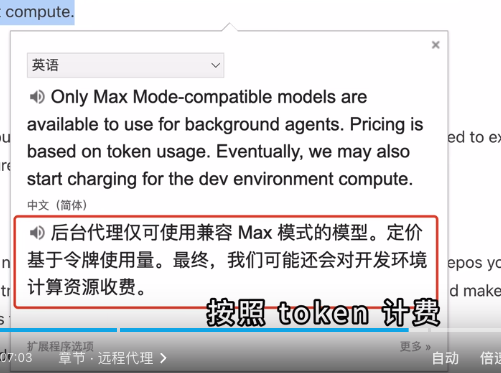 t compute.
英语
Only Max Mode-compatible models are
available to use for background agents. Pricing is
based on token usage. Eventually, we may also
start charging for the dev environment compute.
中文（简体）
后台代理仅可使用兼容 Max 模式的模型。定价
基于令牌使用量。最终，我们可能还会对开发环境
计算资源收费。
ed to ex
epos you
d make
按照 token 计费
扩展程序选项
更多 »
07:03
章节 · 远程代理
自动
倍速